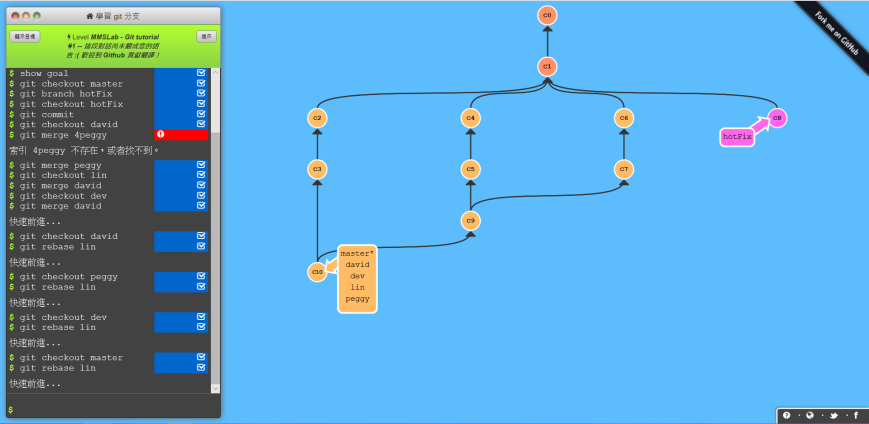 學習 git 分支
顯示目標
Level MMSLab - Git tutorial
#1 -- 這段對話尚未翻成您的語
言 :( 歡迎到 Github 貢獻翻譯！
提示
$ show goal
$ git checkout master
$ git branch hotFix
$ git checkout hotFix
$ git commit
$ git checkout david
$ git merge 4peggy
索引 4peggy 不存在，或者找不到。
$ git merge peggy
$ git checkout lin
$ git merge david
$ git checkout dev
$ git merge david
快速前進...
$ git checkout david
$ git rebase lin
快速前進...
$ git checkout peggy
$ git rebase lin
快速前進...
$ git checkout dev
$ git rebase lin
快速前進...
$ git checkout master
$ git rebase lin
快速前進...
$
C0
C1
C2
C4
C6
C8
hotFix
C3
C5
C7
C9
C10
master*
david
dev
lin
peggy
Fork me on GitHub